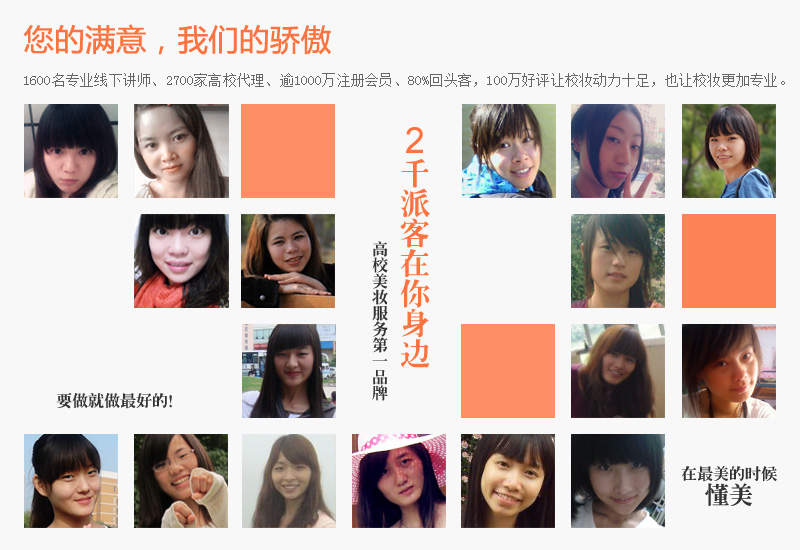 您的满意，我们的骄傲
1600名专业线下讲师、2700家高校代理、逾1000万注册会员、80%回头客，100万好评让校妆动力十足，也让校妆更加专业。
2千派客在你身边
高校美妆服务第一品牌
要做就做最好的!
在最美的时候
懂美